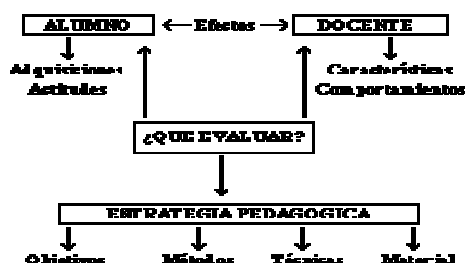 ALUMNO Efectos DOCENTE
Adquisiciones Características
Actitudes Comportamientos
¿QUE EVALUAR?
ESTRATEGIA PEDAGOGICA
Objetivos Métodos Técnicas Material